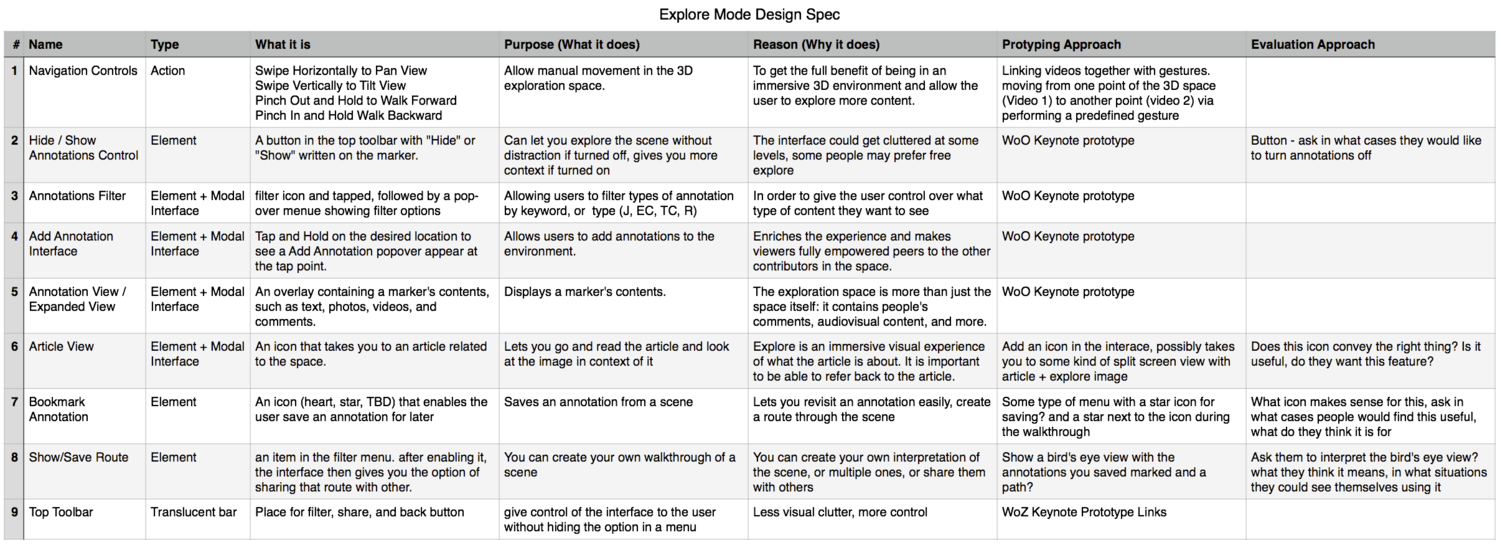 Explore Mode Design Spec
# Name Type What it is Purpose (What it does) Reason (Why it does) Protyping Approach Evaluation Approach
1 Navigation Controls Action
Swipe Horizontally to Pan View
Swipe Vertically to Tilt View
Pinch Out and Hold to Walk Forward
Pinch In and Hold Walk Backward
Allow manual movement in the 3D
exploration space.
To get the full benefit of being in an
immersive 3D environment and allow the
user to explore more content.
Linking videos together with gestures.
moving from one point of the 3D space
(Video 1) to another point (video 2) via
performing a predefined gesture
2 Hide / Show
Annotations Control
Element
A button in the top toolbar with "Hide" or
"Show" written on the marker.
Can let you explore the scene without
distraction if turned off, gives you more
context if turned on
The interface could get cluttered at some
levels, some people may prefer free
explore
WoO Keynote prototype
Button - ask in what cases they would like
to turn annotations off
3 Annotations Filter
Element + Modal
Interface
filter icon and tapped, followed by a pop-
over menue showing filter options
Allowing users to filter types of annotation
by keyword, or type (J, EC, TC, R)
In order to give the user control over what
type of content they want to see
WoO Keynote prototype
4 Add Annotation
Interface
Element + Modal
Interface
Tap and Hold on the desired location to
see a Add Annotation popover appear at
the tap point.
Allows users to add annotations to the
environment.
Enriches the experience and makes
viewers fully empowered peers to the other
contributors in the space.
WoO Keynote prototype
5 Annotation View /
Expanded View
Element + Modal
Interface
An overlay containing a marker's contents,
such as text, photos, videos, and
comments.
Displays a marker's contents.
The exploration space is more than just the
space itself: it contains people's
comments, audiovisual content, and more.
WoO Keynote prototype
6 Article View
Element + Modal
Interface
An icon that takes you to an article related
to the space.
Lets you go and read the article and look
at the image in context of it
Explore is an immersive visual experience
of what the article is about. It is important
to be able to refer back to the article.
Add an icon in the interace, possibly takes
you to some kind of split screen view with
article + explore image
Does this icon convey the right thing? Is it
useful, do they want this feature?
7 Bookmark
Annotation
Element
An icon (heart, star, TBD) that enables the
user save an annotation for later
Saves an annotation from a scene
Lets you revisit an annotation easily, create
a route through the scene
Some type of menu with a star icon for
saving? and a star next to the icon during
the walkthrough
What icon makes sense for this, ask in
what cases people would find this useful,
what do they think it is for
8 Show/Save Route
Element
an item in the filter menu. after enabling it,
the interface then gives you the option of
sharing that route with other.
You can create your own walkthrough of a
scene
You can create your own interpretation of
the scene, or multiple ones, or share them
with others
Show a bird's eye view with the
annotations you saved marked and a
path?
Ask them to interpret the bird's eye view?
what they think it means, in what situations
they could see themselves using it
9 Top Toolbar
Translucent bar
Place for filter, share, and back button
give control of the interface to the user
without hiding the option in a menu
Less visual clutter, more control
WoZ Keynote Prototype Links